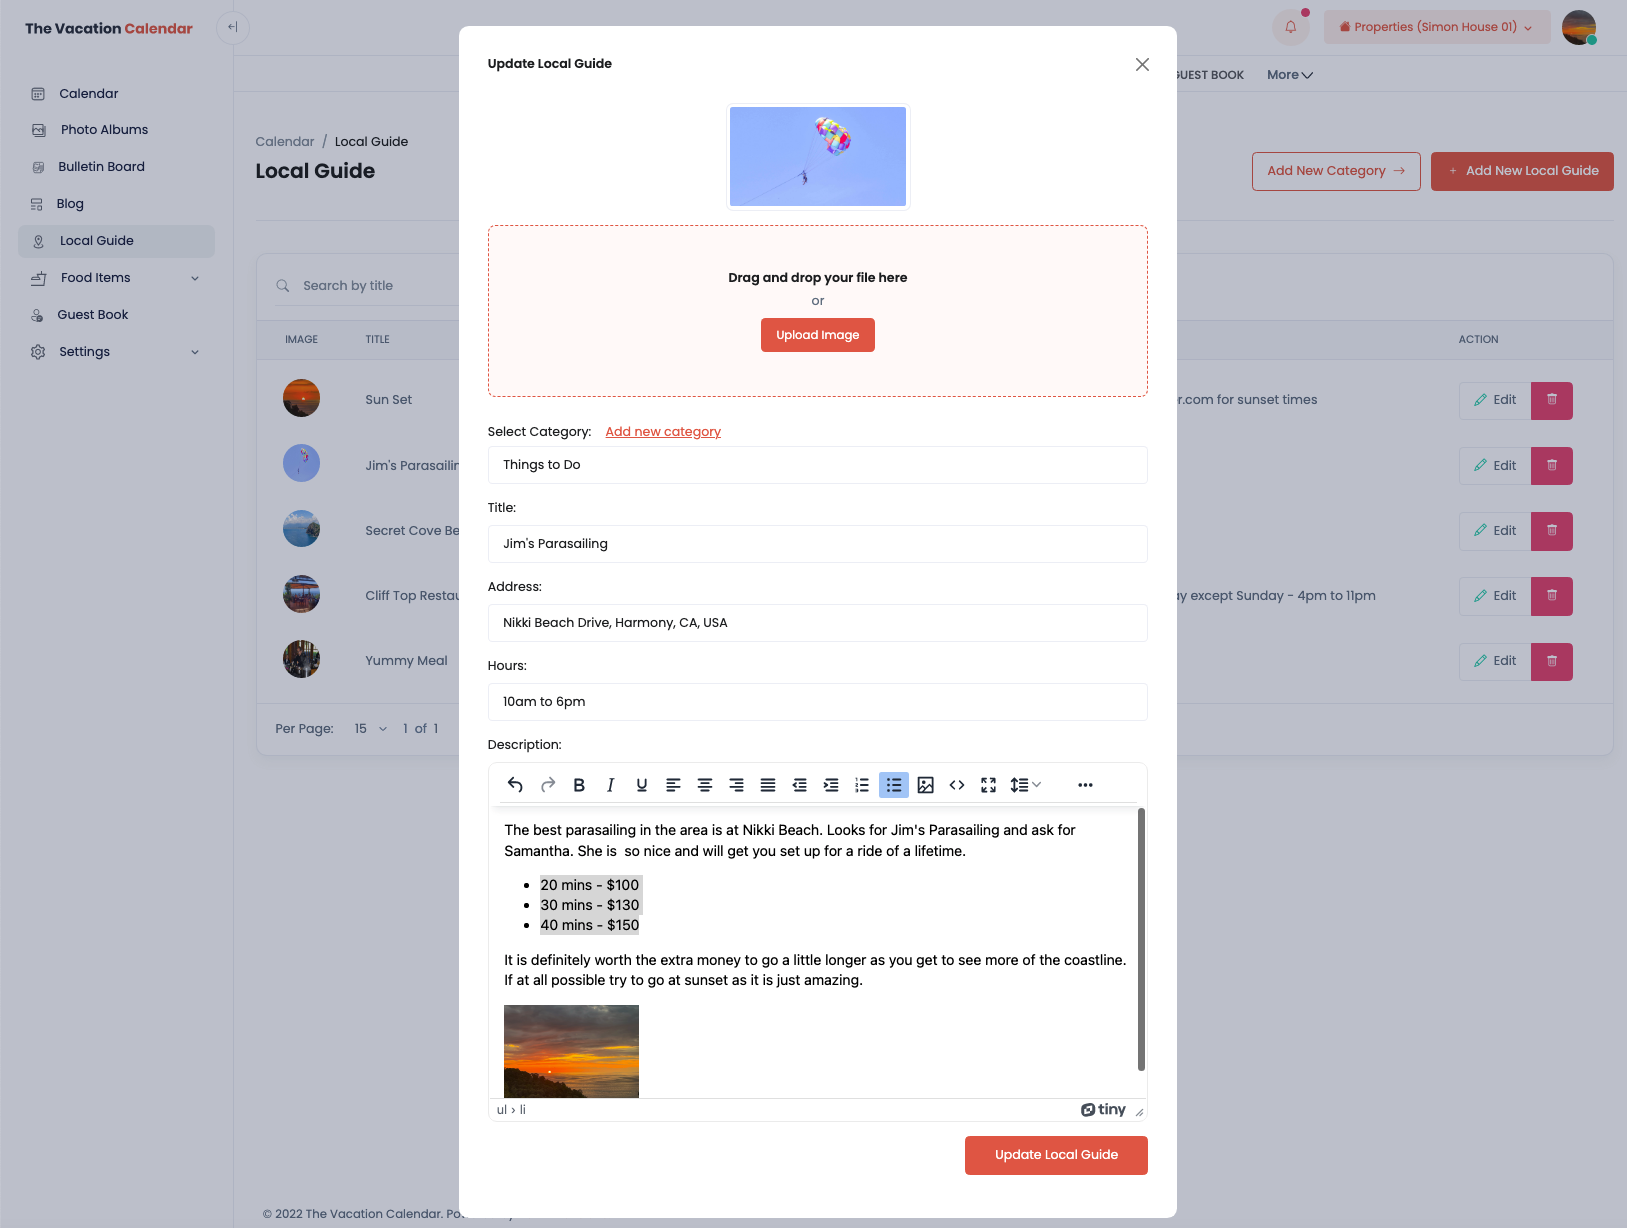 The Vacation Calendar
Properties (Simon House 01)
GUEST BOOK
More
Calendar
Photo Albums
Bulletin Board
Blog
Local Guide
Food Items
Guest Book
Settings
Calendar / Local Guide
Local Guide
Add New Category
+ Add New Local Guide
Search by title
IMAGE TITLE ACTION
Sun Set r.com for sunset times Edit
Jim's Edit
Secret Cove Edit
Cliff Top except Sunday - 4pm to 11pm Edit
Yummy Meal Edit
Per Page: 15 1 of 1
© 2022 The Vacation Calendar.
Update Local Guide
Drag and drop your file here
or
Upload Image
Select Category: Add new category
Things to Do
Title:
Jim's Parasailing
Address:
Nikki Beach Drive, Harmony, CA, USA
Hours:
10am to 6pm
Description:
B I U
The best parasailing in the area is at Nikki Beach. Looks for Jim's Parasailing and ask for
Samantha. She is  so nice and will get you set up for a ride of a lifetime.
• 20 mins - $100
• 30 mins - $130
• 40 mins - $150
It is definitely worth the extra money to go a little longer as you get to see more of the coastline.
If at all possible try to go at sunset as it is just amazing.
ul › li
tiny
Update Local Guide